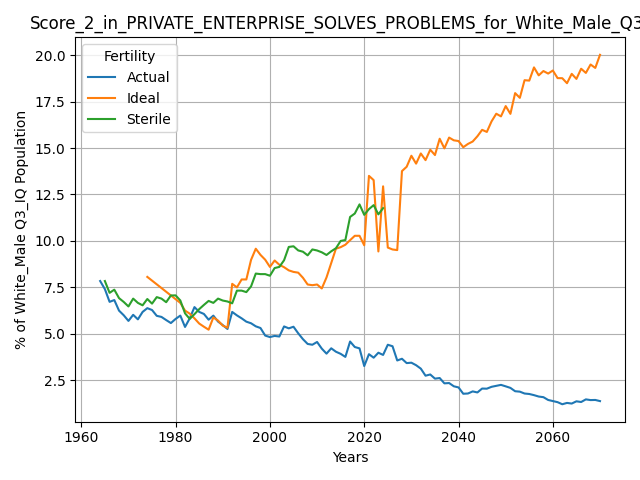 Score_2_in_PRIVATE_ENTERPRISE_SOLVES_PROBLEMS_for_White_Male_Q3
Fertility
Actual
Ideal
Sterile
% of White_Male Q3_IQ Population
20.0
17.5
15.0
12.5
10.0
7.5
5.0
2.5
1960
1980
2000
2020
2040
2060
Years